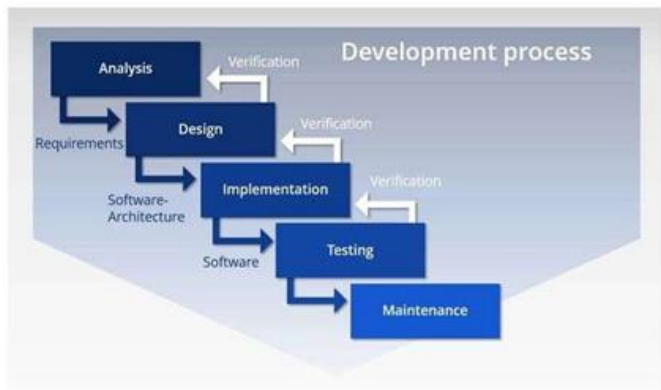 Development process
Analysis
Verification
Requirements
Design
Verification
Software-
Architecture
Implementation
Verification
Software
Testing
Maintenance